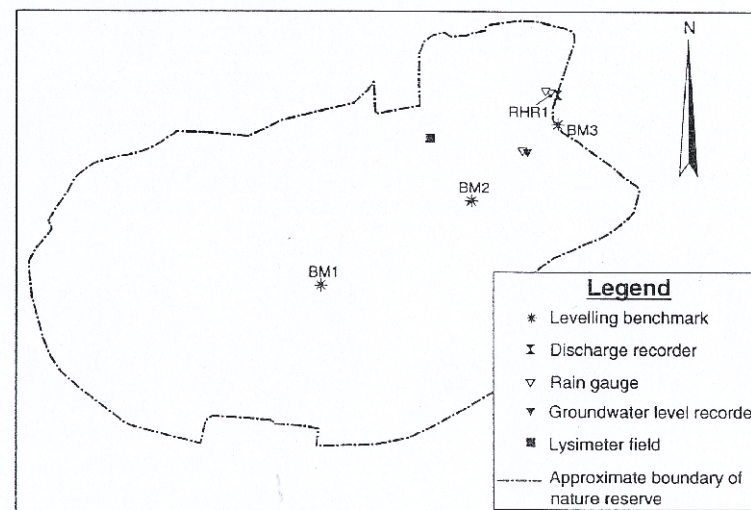 N
RHR1
BM3
BM2
BM1
Legend
Levelling benchmark
Discharge recorder
Rain gauge
Groundwater level recorde
Lysimeter field
Approximate boundary of
nature reserve